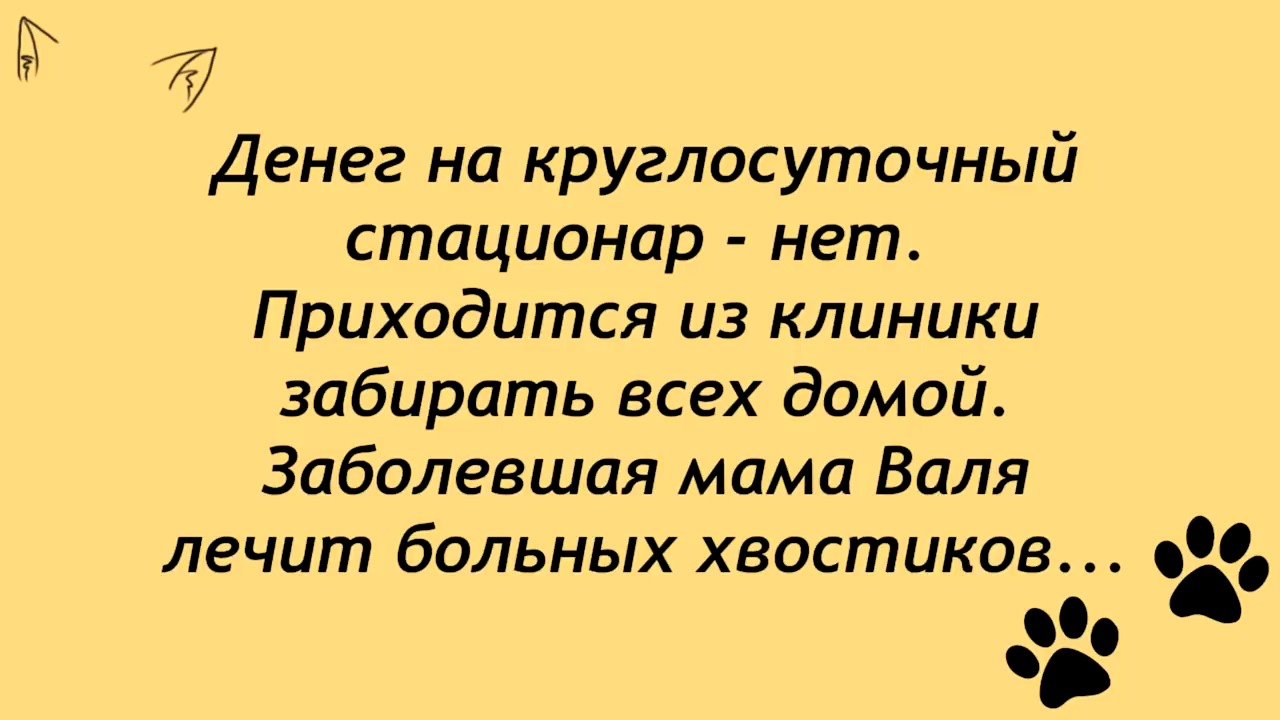 Денег на круглосуточный
стационар - нет.
Приходится из клиники
забирать всех домой.
Заболевшая мама Валя
лечит больных хвостиков...